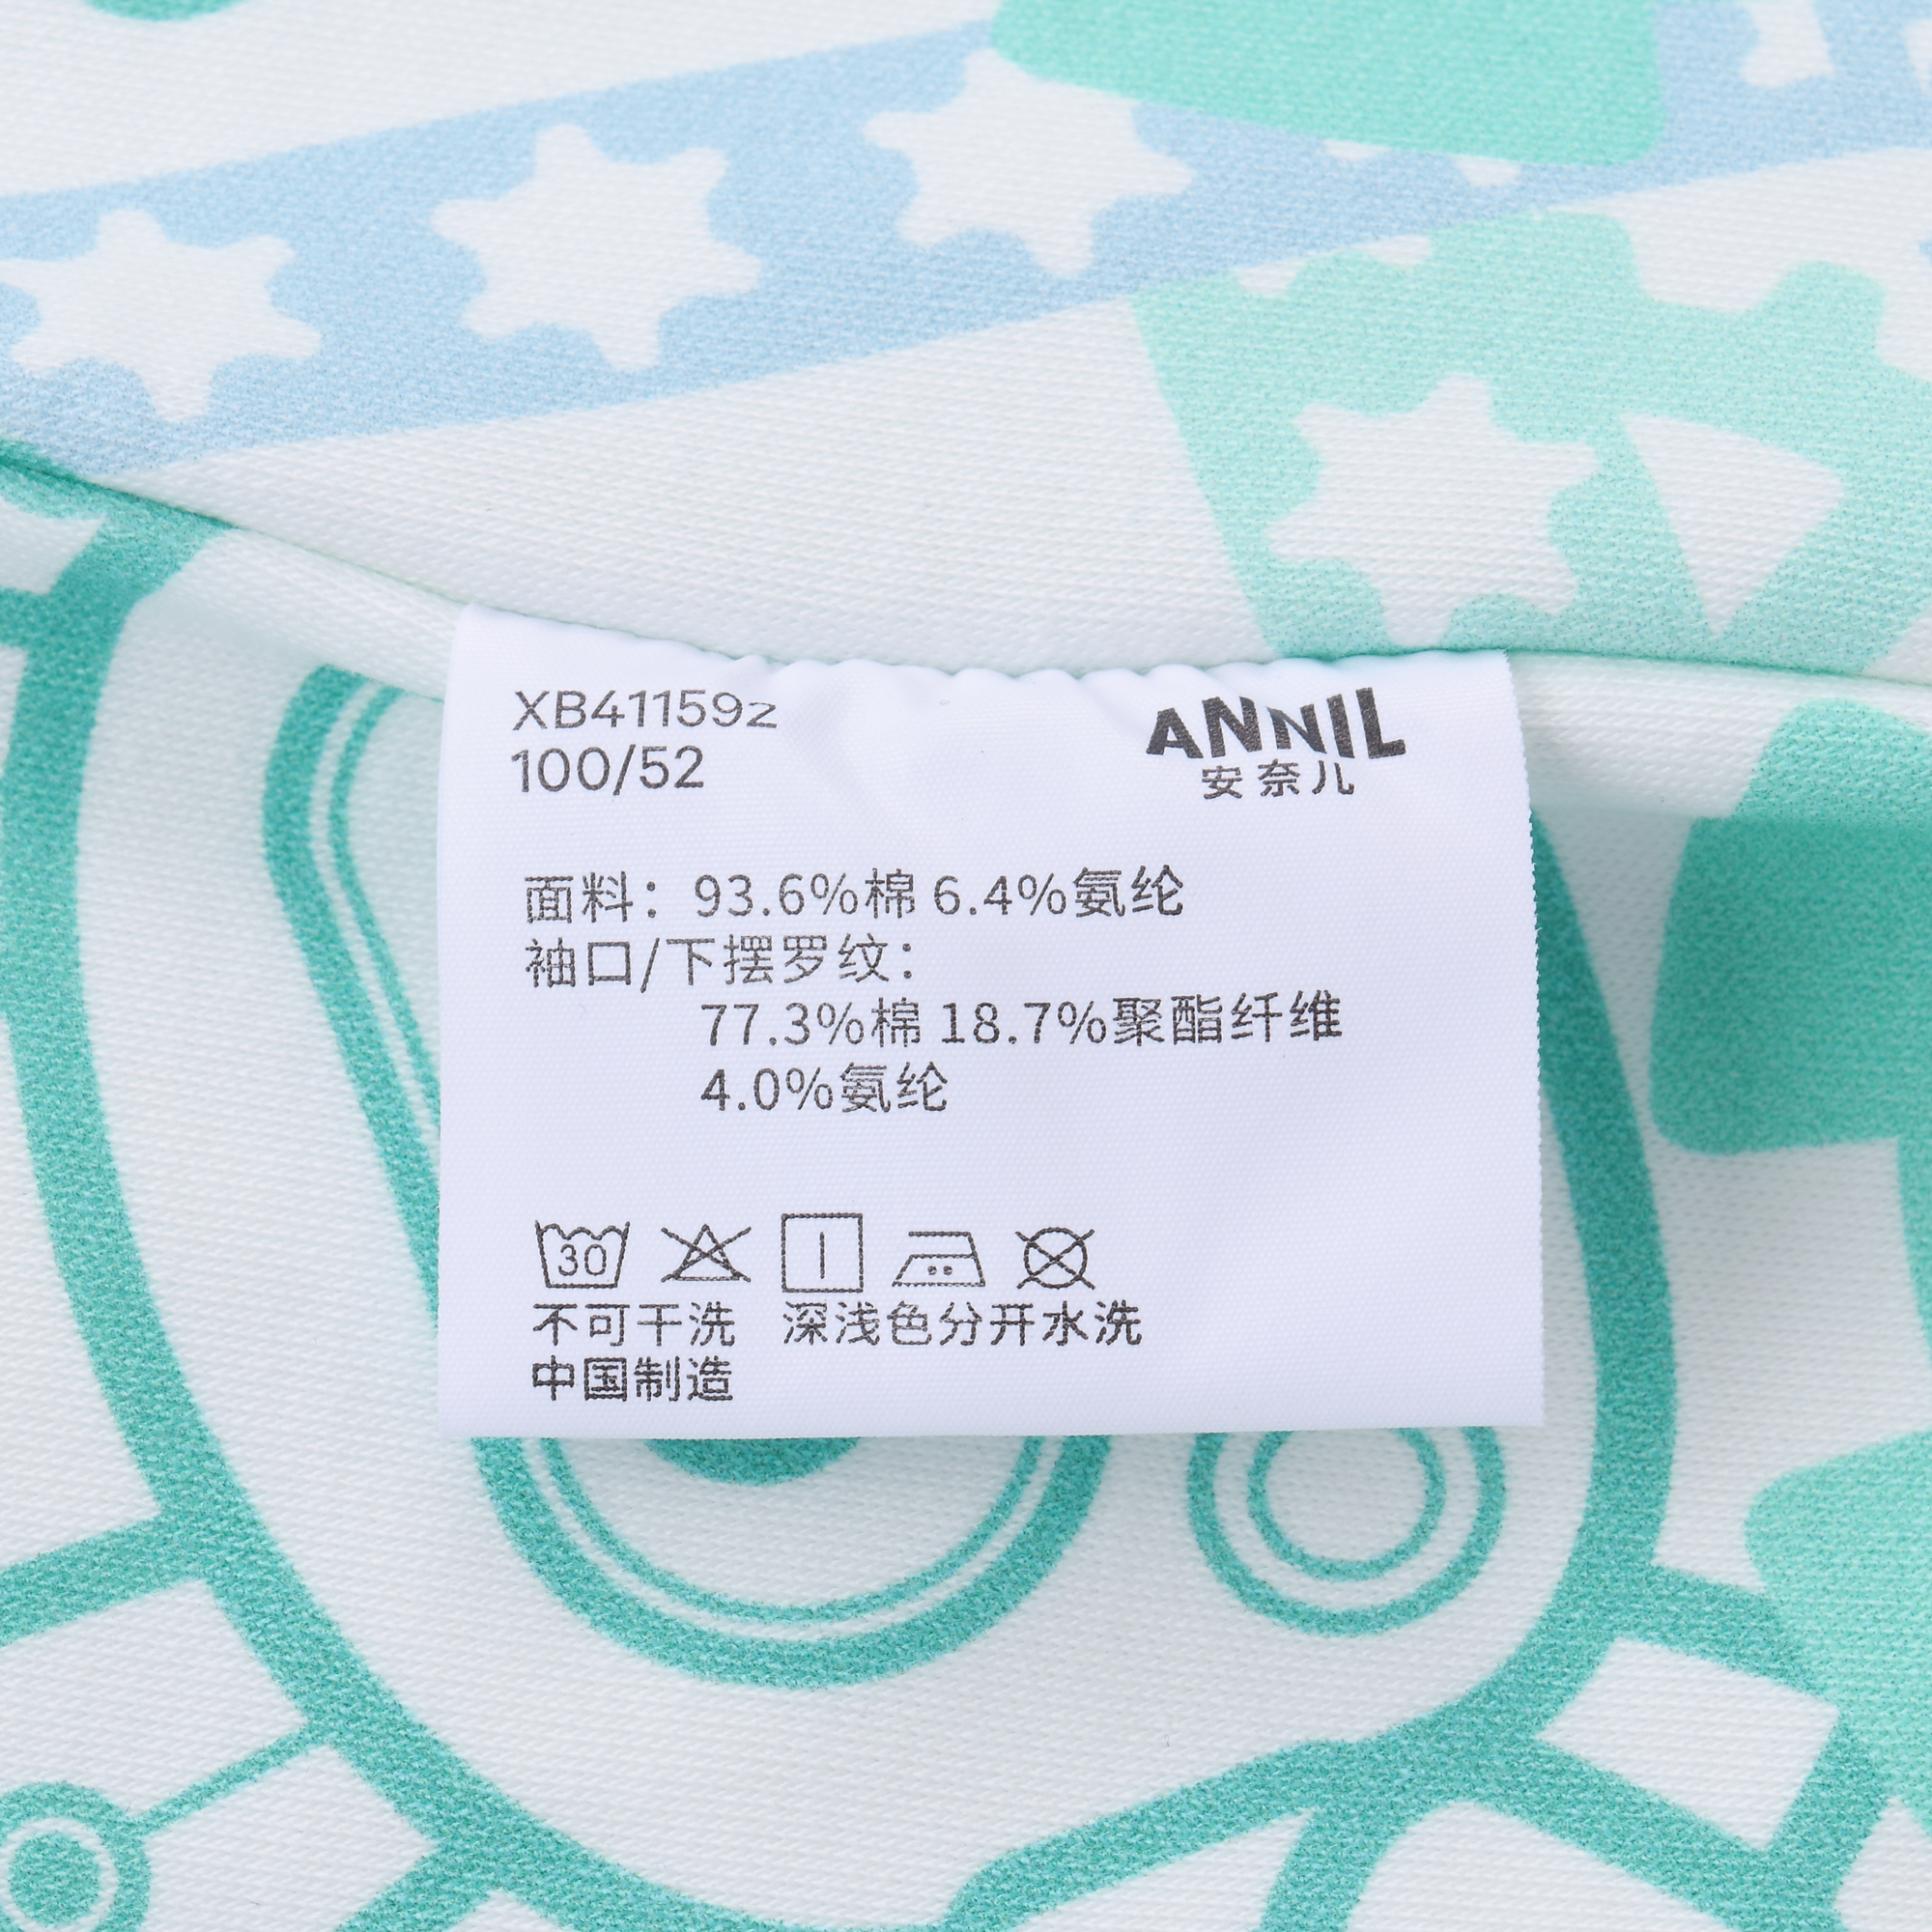 XB411592
100/52
ANNIL
安奈儿
面料：93.6%棉 6.4%氨纶
袖口/下摆罗纹：
77.3%棉 18.7%聚酯纤维
4.0%氨纶
30
不可干洗 深浅色分开水洗
中国制造